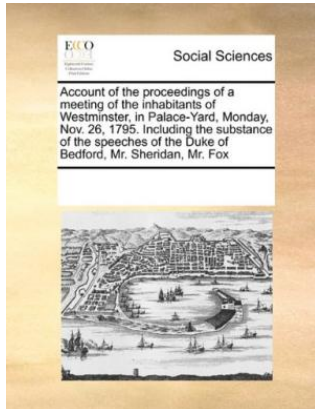 ECCO
Social Sciences
Account of the proceedings of a
meeting of the inhabitants of
Westminster, in Palace-Yard, Monday,
Nov. 26, 1795. Including the substance
of the speeches of the Duke of
Bedford, Mr. Sheridan, Mr. Fox